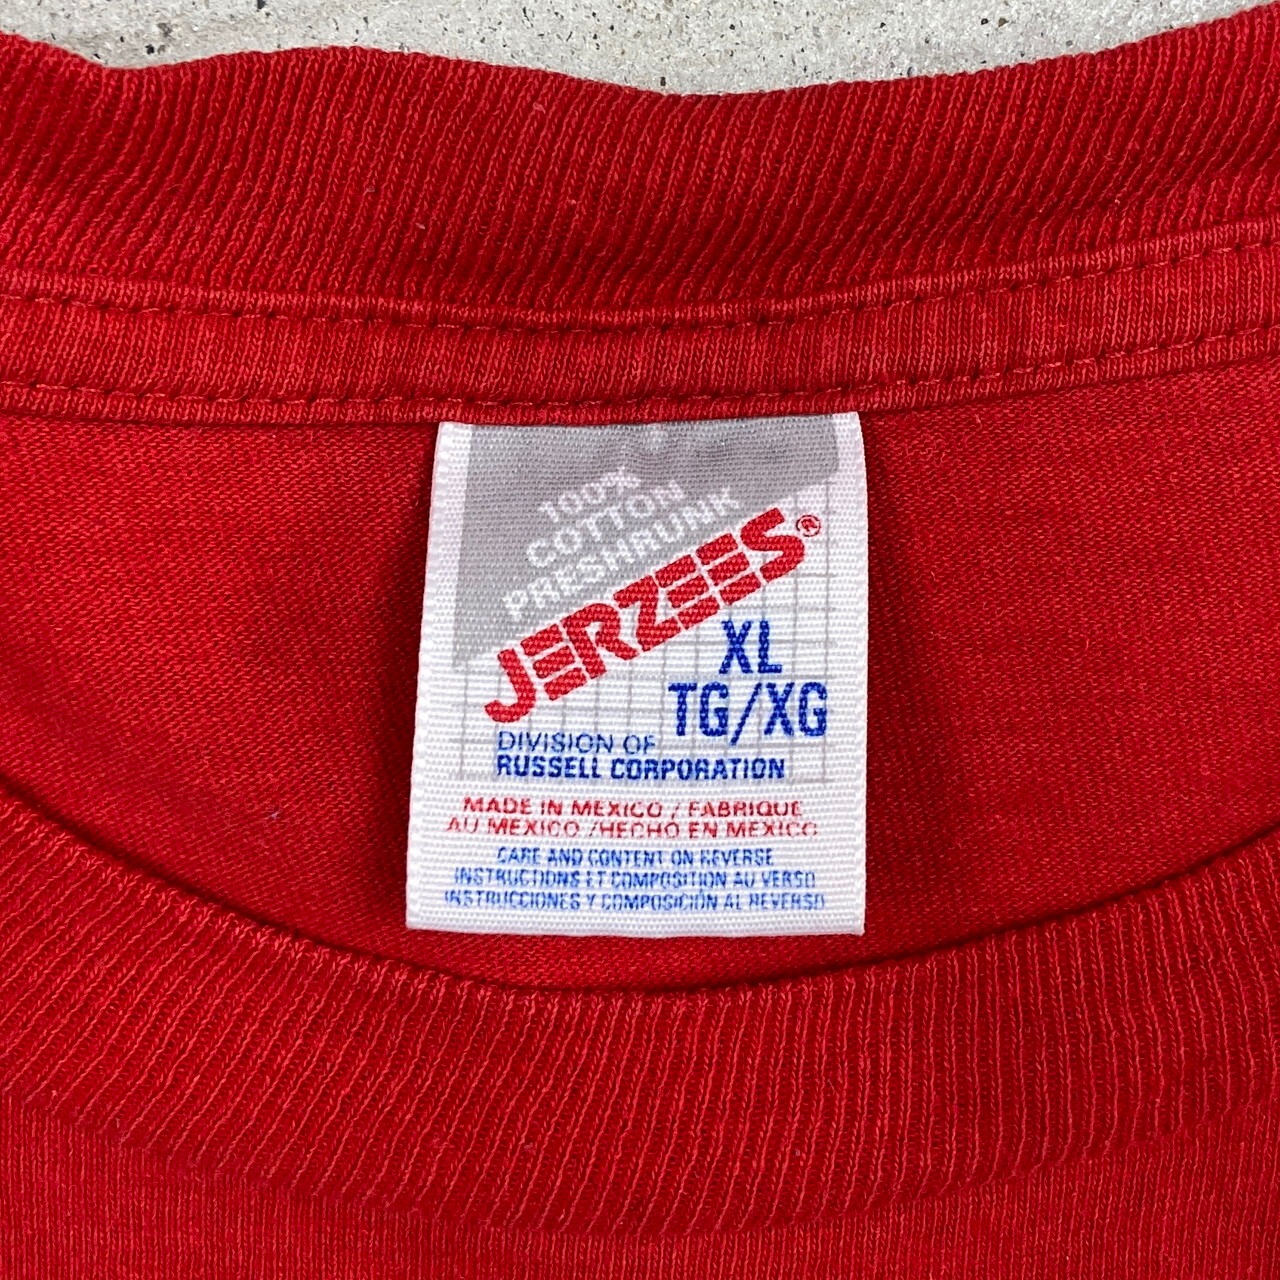 100%
COTTON
PRESHRUNK
JERZEES®
XL
TG/XG
DIVISION OF
RUSSELL CORPORATION
MADE IN MEXICO / FABRIQUE
AU MEXICO /HECHO EN MEXICO
CARE AND CONTENT ON REVERSE
INSTRUCTIONS ET COMPOSITION AU VERSO
INSTRUCCIONES Y COMPOSICIÓN AL REVERSO